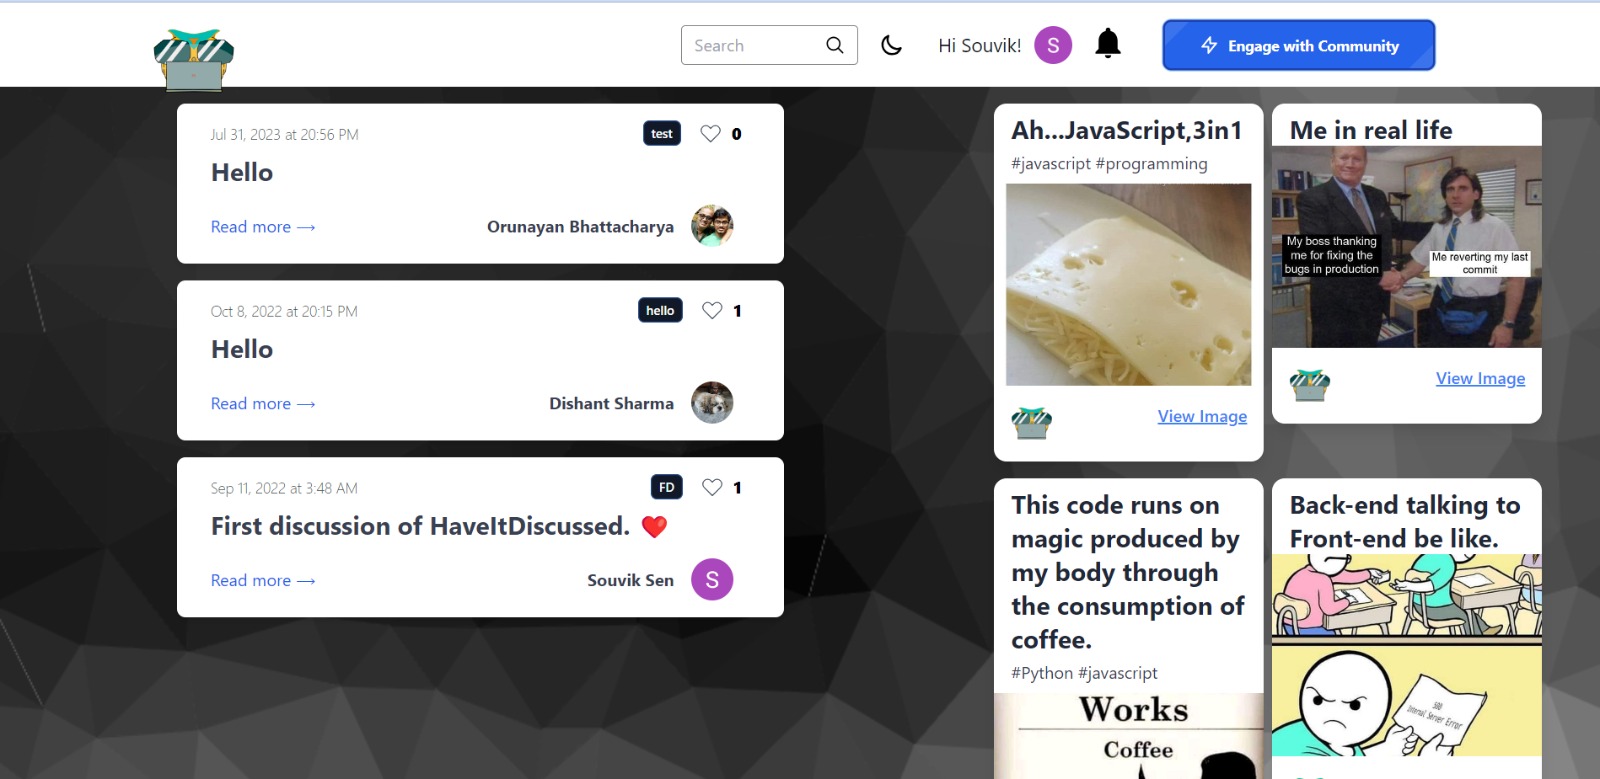 Search
Hi Souvik!
S
Engage with Community
Jul 31, 2023 at 20:56 PM
test
0
Hello
Read more →
Orunayan Bhattacharya
Oct 8, 2022 at 20:15 PM
hello
1
Hello
Read more →
Dishant Sharma
Sep 11, 2022 at 3:48 AM
FD
1
First discussion of HaveItDiscussed. ❤️
Read more →
Souvik Sen
S
Ah...JavaScript,3in1
#javascript #programming
View Image
Me in real life
My boss thanking
me for fixing the
bugs in production
Me reverting my last
commit
View Image
This code runs on
magic produced by
my body through
the consumption of
coffee.
#Python #javascript
Works
Coffee
Back-end talking to
Front-end be like.
500
Internal Server Error